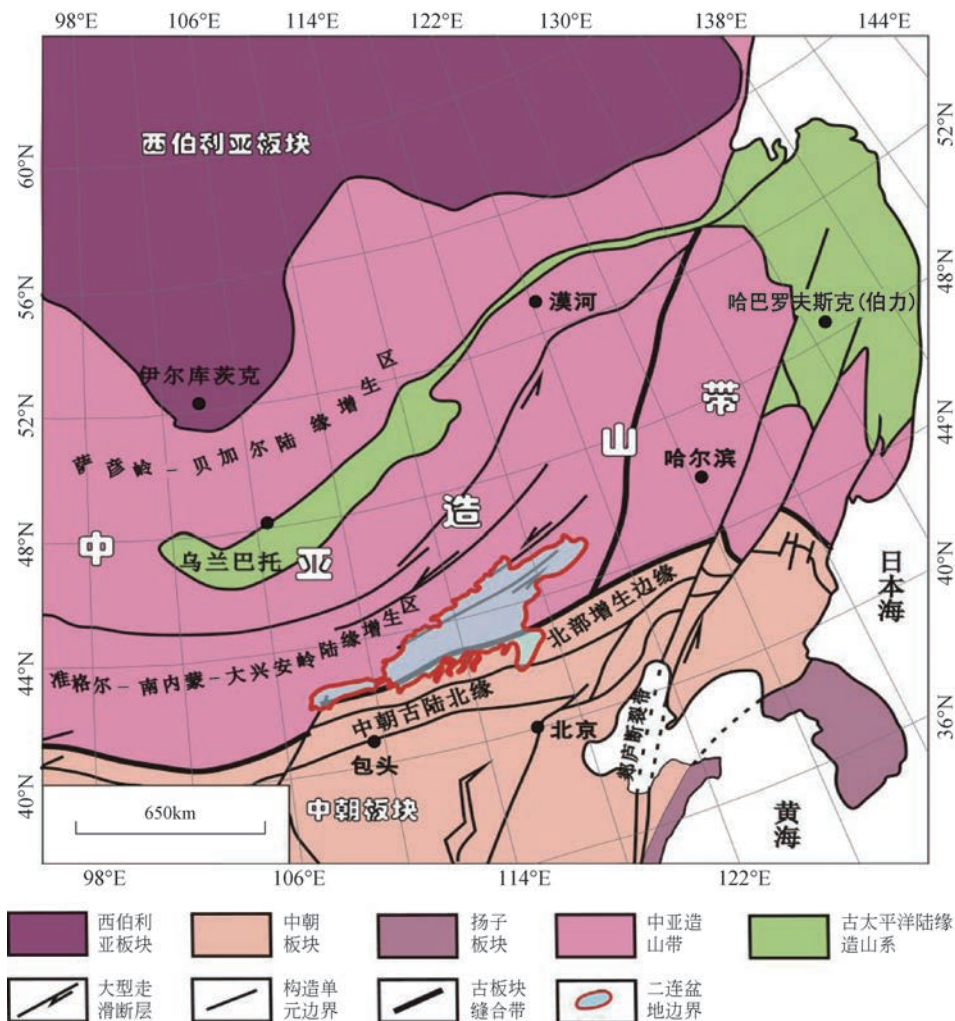 98°E 106°E 114°E 122°E 130°E 138°E 144°E
西伯利亚板块
60°N
52°N
56°N
48°N
漠河
哈巴罗夫斯克(伯力)
伊尔库茨克
52°N
44°N
萨彦岭-贝加尔陆缘增生区
中亚造山带
哈尔滨
48°N
乌兰巴托
40°N
日本海
准格尔-南内蒙-大兴安岭陆缘增生区
北部增生边缘
44°N
中朝古陆北缘
36°N
包头
北京
郯庐断裂带
40°N
中朝板块
黄海
650km
98°E 106°E 114°E 122°E
西伯利
亚板块
中朝
板块
扬子
板块
中亚造
山带
古太平洋陆缘
造山系
大型走
滑断层
构造单
元边界
古板块
缝合带
二连盆
地边界